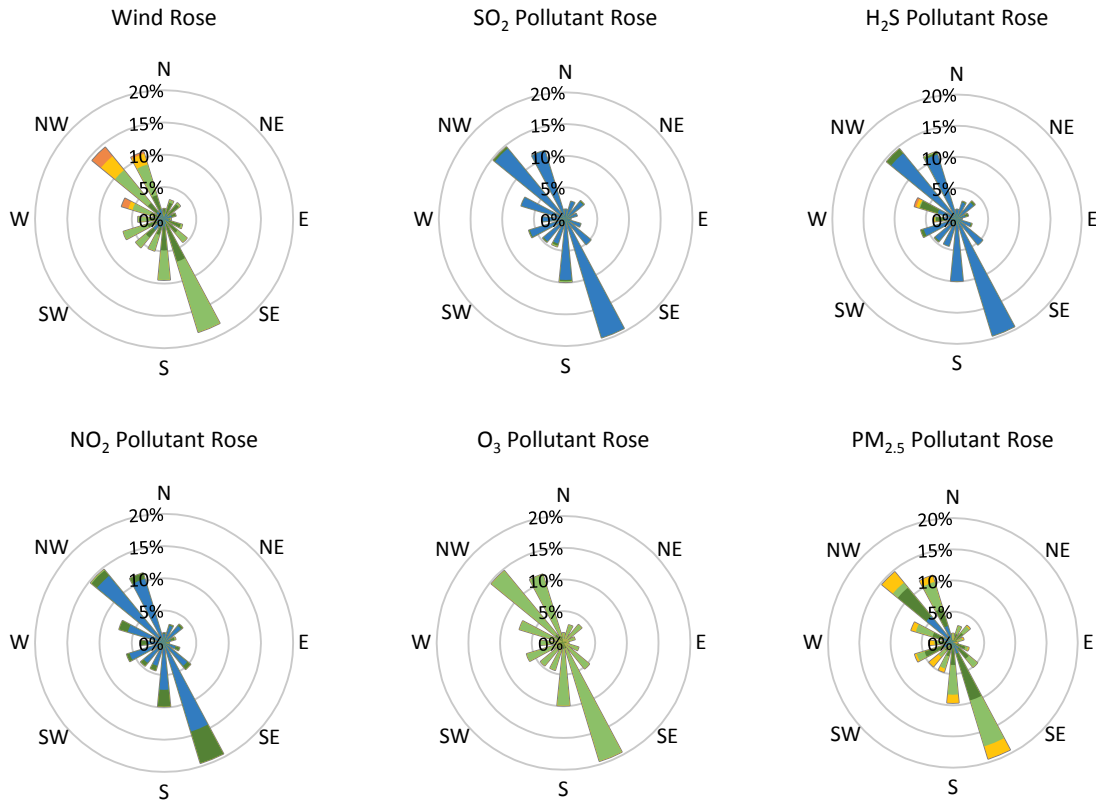 Wind Rose
N
20%
NW
15%
NE
10%
5%
W
0%
E
SW
SE
S
SO₂ Pollutant Rose
N
20%
NW
15%
NE
10%
5%
W
0%
E
SW
SE
S
H₂S Pollutant Rose
N
20%
NW
15%
NE
10%
5%
W
0%
E
SW
SE
S
NO₂ Pollutant Rose
N
20%
NW
15%
NE
10%
5%
W
0%
E
SW
SE
S
O₃ Pollutant Rose
N
20%
NW
15%
NE
10%
5%
W
0%
E
SW
SE
S
PM₂.₅ Pollutant Rose
N
20%
NW
15%
NE
10%
5%
W
0%
E
SW
SE
S